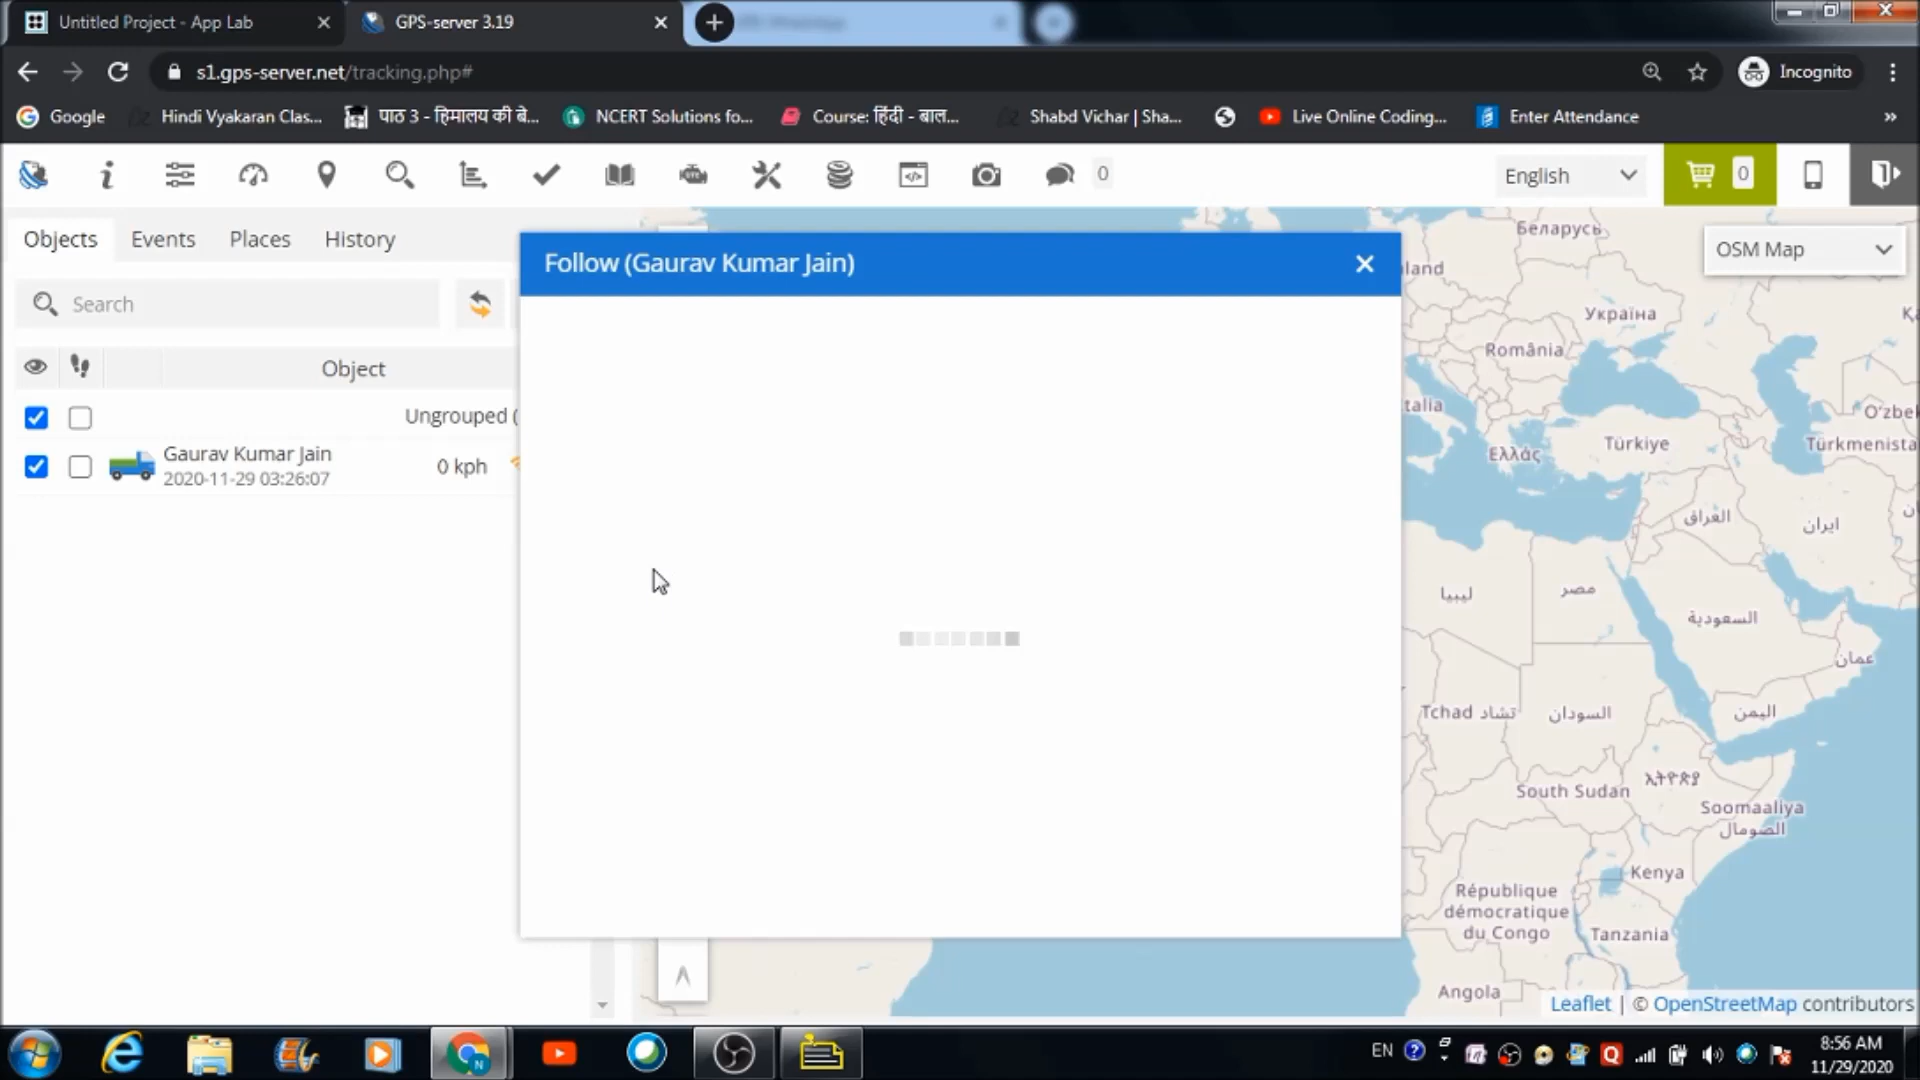 Untitled Project - App Lab
GPS-server 3.19
s1.gps-server.net/tracking.php#
Incognito
Google
Hindi Vyakaran Clas...
पाठ 3 - हिमालय की बे...
NCERT Solutions fo...
Course: हिंदी - बाल...
Shabd Vichar | Sha...
Live Online Coding...
Enter Attendance
»
0
English
0
Objects
Events
Places
History
Follow (Gaurav Kumar Jain)
OSM Map
Search
Object
Ungrouped (
Gaurav Kumar Jain
0 kph
2020-11-29 03:26:07
Беларусь
land
Україна
România
talia
O'zbek
Türkiye
Türkmenista
Ελλάς
العراق
ایران
ليبيا
مصر
السعودية
عمان
Tchad تشاد
السودان
اليمن
ኢትዮጵያ
South Sudan
Soomaaliya
الصومال
Kenya
République
démocratique
du Congo
Tanzania
Angola
Leaflet | © OpenStreetMap contributors
EN
8:56 AM
11/29/2020